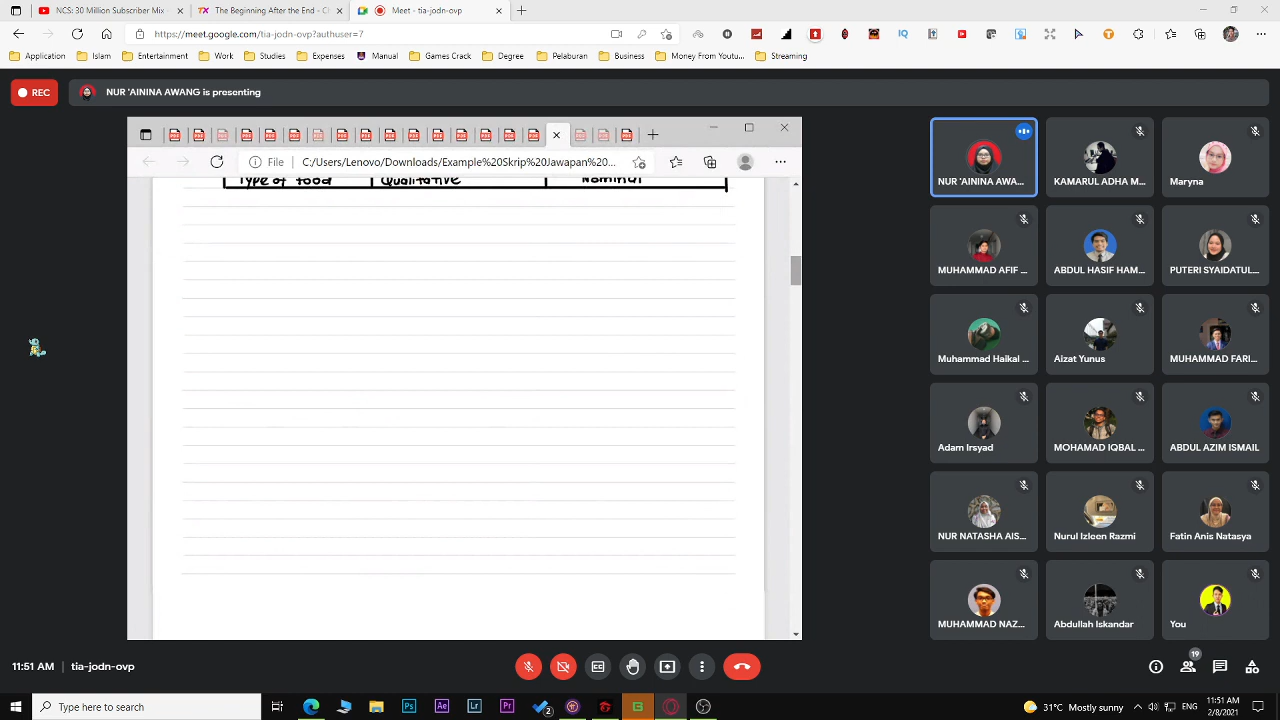 NCS: 30 Million Subscriber Mix -
The Beginning After the End - Cl
Meet - tia-jodn-ovp
https://meet.google.com/tia-jodn-ovp?authuser=7
Application
Islam
Entertainment
Work
Studies
Expenses
Manual
Games Crack
Degree
Pelaburan
Business
Money From Youtu...
Streaming
REC
NUR 'AININA AWANG is presenting
File
C:/Users/Lenovo/Downloads/Example%20Skrip%20Jawapan%20...
Type of food Qualitative Nominal
NUR 'AININA AWA...
KAMARUL ADHA M...
Maryna
MUHAMMAD AFIF ...
ABDUL HASIF HAM...
PUTERI SYAIDATUL...
Muhammad Haikal ...
Aizat Yunus
MUHAMMAD FARI...
Adam Irsyad
MOHAMAD IQBAL ...
ABDUL AZIM ISMAIL
NUR NATASHA AIS...
Nurul Izleen Razmi
Fatin Anis Natasya
MUHAMMAD NAZ...
Abdullah Iskandar
You
11:51 AM | tia-jodn-ovp
19
Type here to search
Ps
Ae
Lr
Pr
2
31°C Mostly sunny
ENG
11:51 AM
2/8/2021